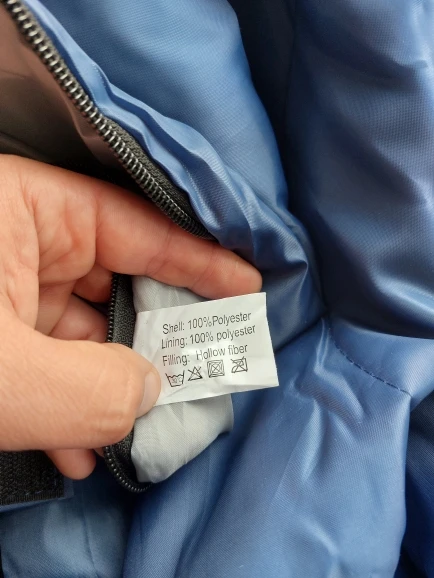 Shell: 100%Polyester
Lining: 100% polyester
Filling: Hollow fiber